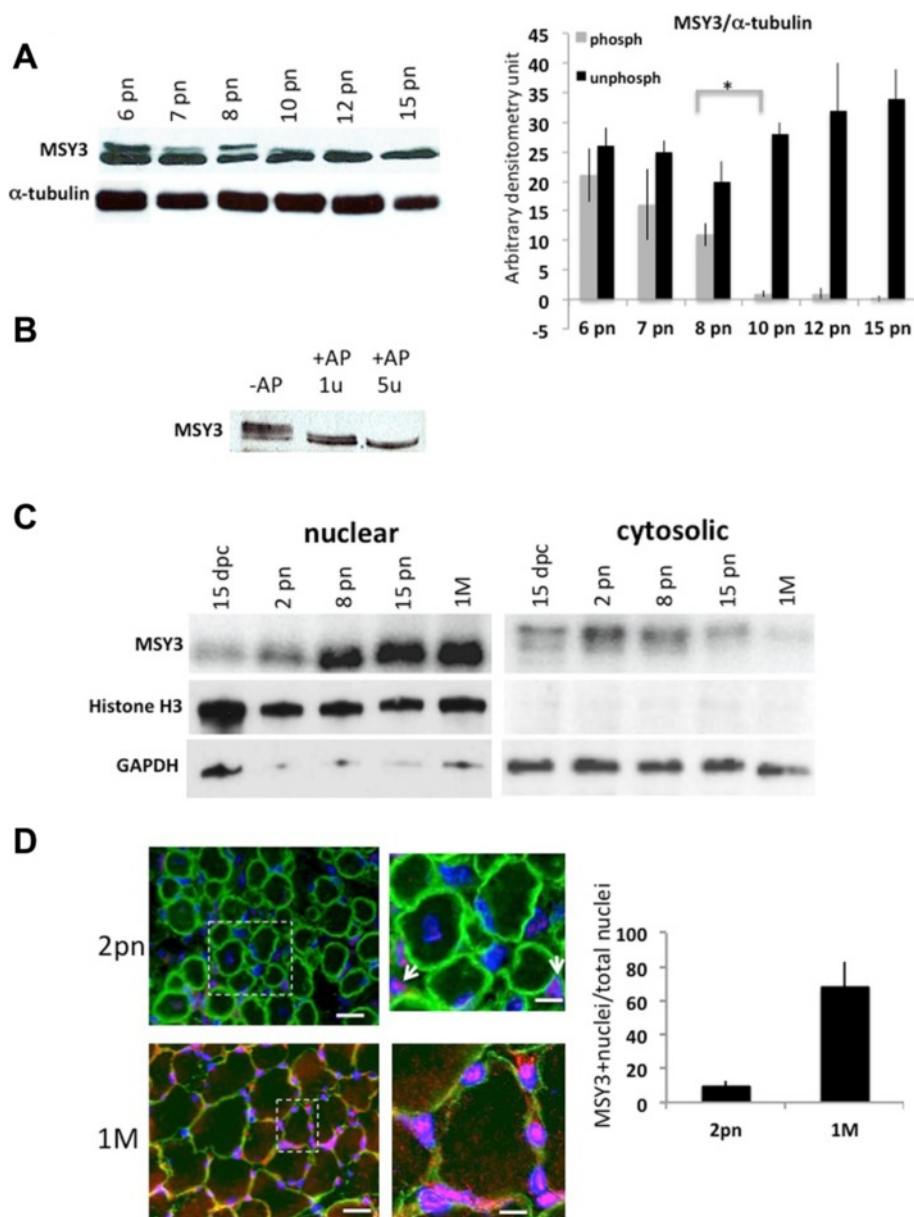 A
6 pn 7 pn 8 pn 10 pn 12 pn 15 pn
MSY3
α-tubulin
MSY3/α-tubulin
phosph
unphosph
*
Arbitrary densitometry unit
45
40
35
30
25
20
15
10
5
0
-5
6 pn 7 pn 8 pn 10 pn 12 pn 15 pn
B
-AP +AP 1u +AP 5u
MSY3
C
nuclear cytosolic
15 dpc 2 pn 8 pn 15 pn 1M 15 dpc 2 pn 8 pn 15 pn 1M
MSY3
Histone H3
GAPDH
D
2pn
1M
MSY3+nuclei/total nuclei
100
80
60
40
20
0
2pn 1M